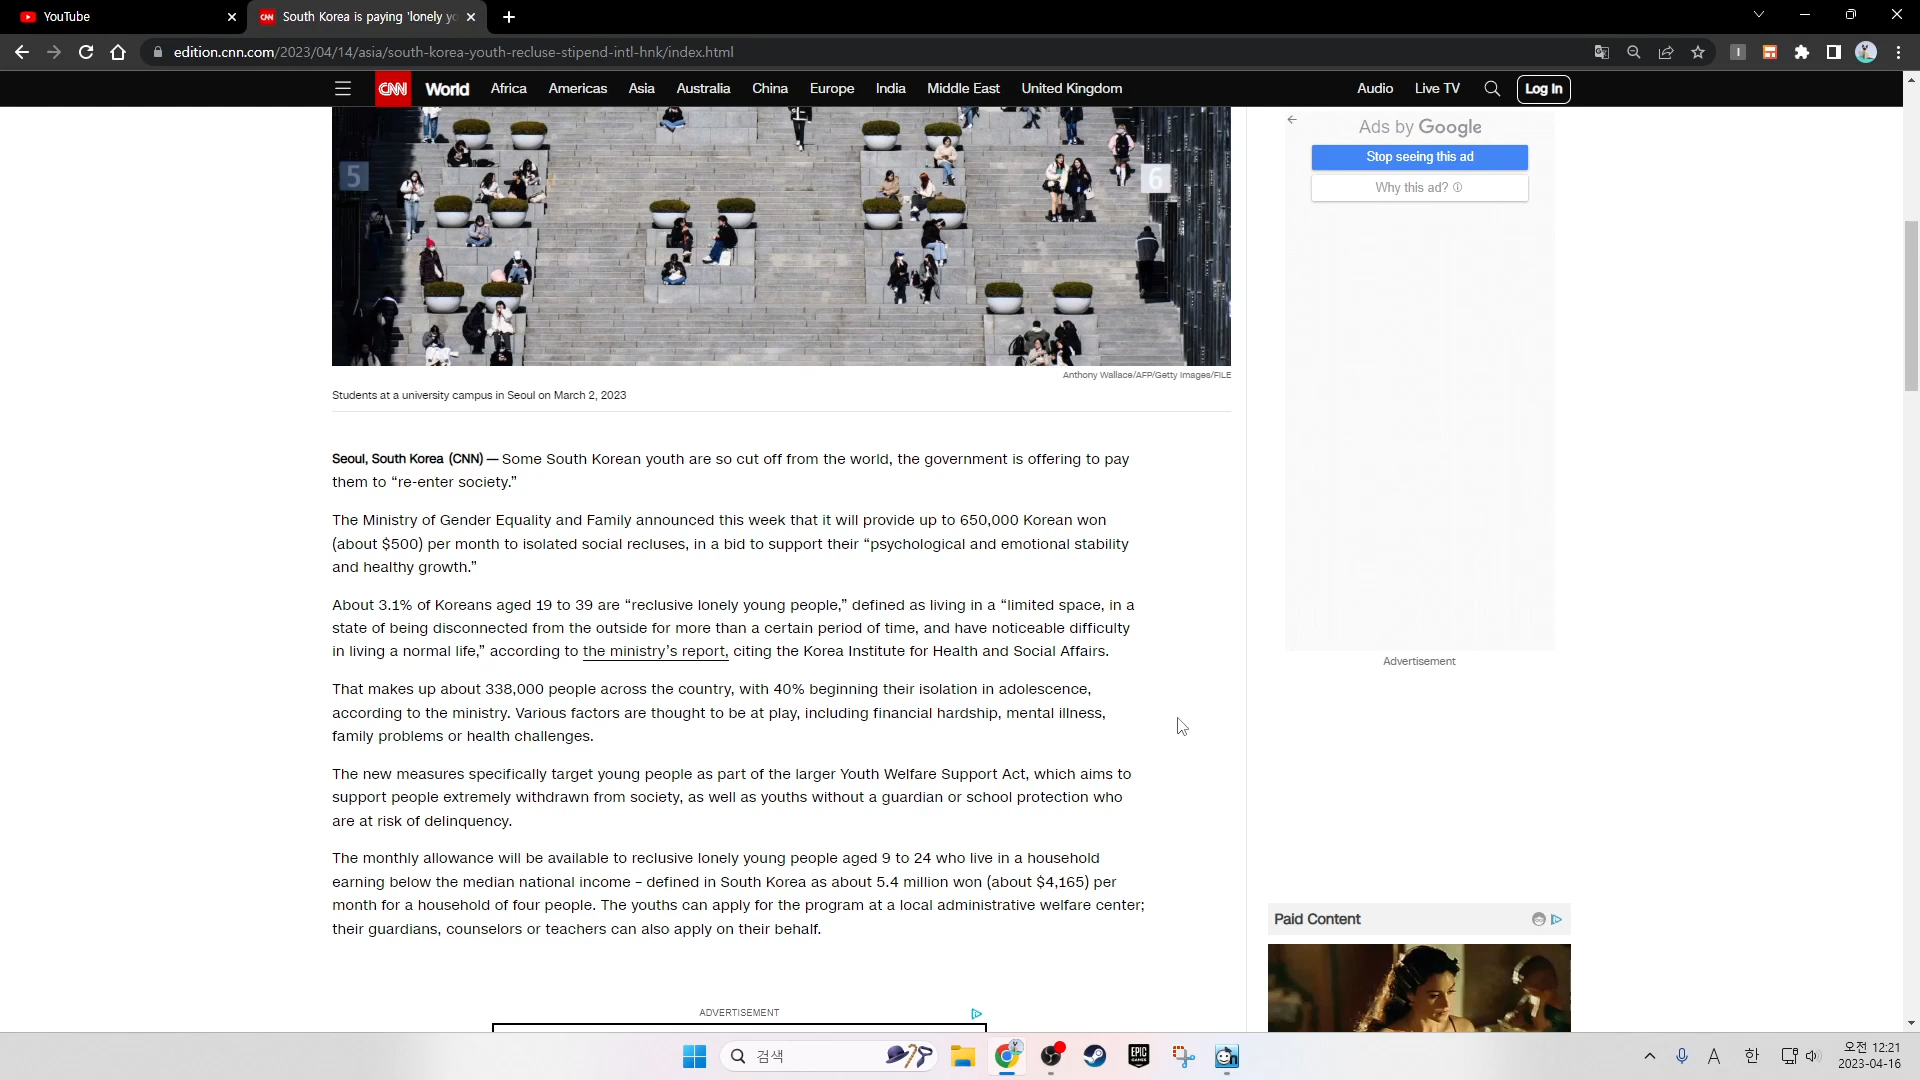 YouTube
South Korea is paying 'lonely yo
edition.cnn.com/2023/04/14/asia/south-korea-youth-recluse-stipend-intl-hnk/index.html
CNN World Africa Americas Asia Australia China Europe India Middle East United Kingdom Audio Live TV Log In
5
6
Ads by Google
Stop seeing this ad
Why this ad?
Anthony Wallace/AFP/Getty Images/FILE
Students at a university campus in Seoul on March 2, 2023
Seoul, South Korea (CNN) — Some South Korean youth are so cut off from the world, the government is offering to pay
them to “re-enter society.”
The Ministry of Gender Equality and Family announced this week that it will provide up to 650,000 Korean won
(about $500) per month to isolated social recluses, in a bid to support their “psychological and emotional stability
and healthy growth.”
About 3.1% of Koreans aged 19 to 39 are “reclusive lonely young people,” defined as living in a “limited space, in a
state of being disconnected from the outside for more than a certain period of time, and have noticeable difficulty
in living a normal life,” according to the ministry’s report, citing the Korea Institute for Health and Social Affairs.
That makes up about 338,000 people across the country, with 40% beginning their isolation in adolescence,
according to the ministry. Various factors are thought to be at play, including financial hardship, mental illness,
family problems or health challenges.
The new measures specifically target young people as part of the larger Youth Welfare Support Act, which aims to
support people extremely withdrawn from society, as well as youths without a guardian or school protection who
are at risk of delinquency.
The monthly allowance will be available to reclusive lonely young people aged 9 to 24 who live in a household
earning below the median national income – defined in South Korea as about 5.4 million won (about $4,165) per
month for a household of four people. The youths can apply for the program at a local administrative welfare center;
their guardians, counselors or teachers can also apply on their behalf.
ADVERTISEMENT
Advertisement
Paid Content
검색
EPIC GAMES
A
한
오전 12:21
2023-04-16